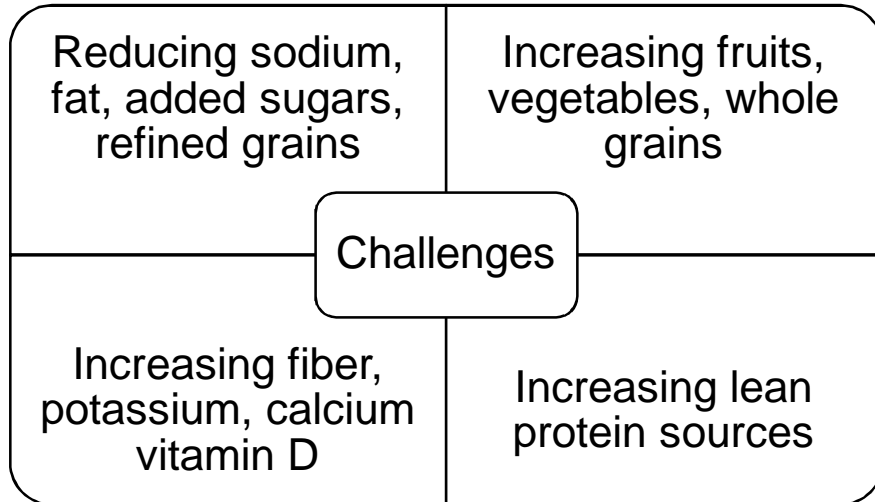 Reducing sodium,
fat, added sugars,
refined grains
Increasing fruits,
vegetables, whole
grains
Challenges
Increasing fiber,
potassium, calcium
vitamin D
Increasing lean
protein sources